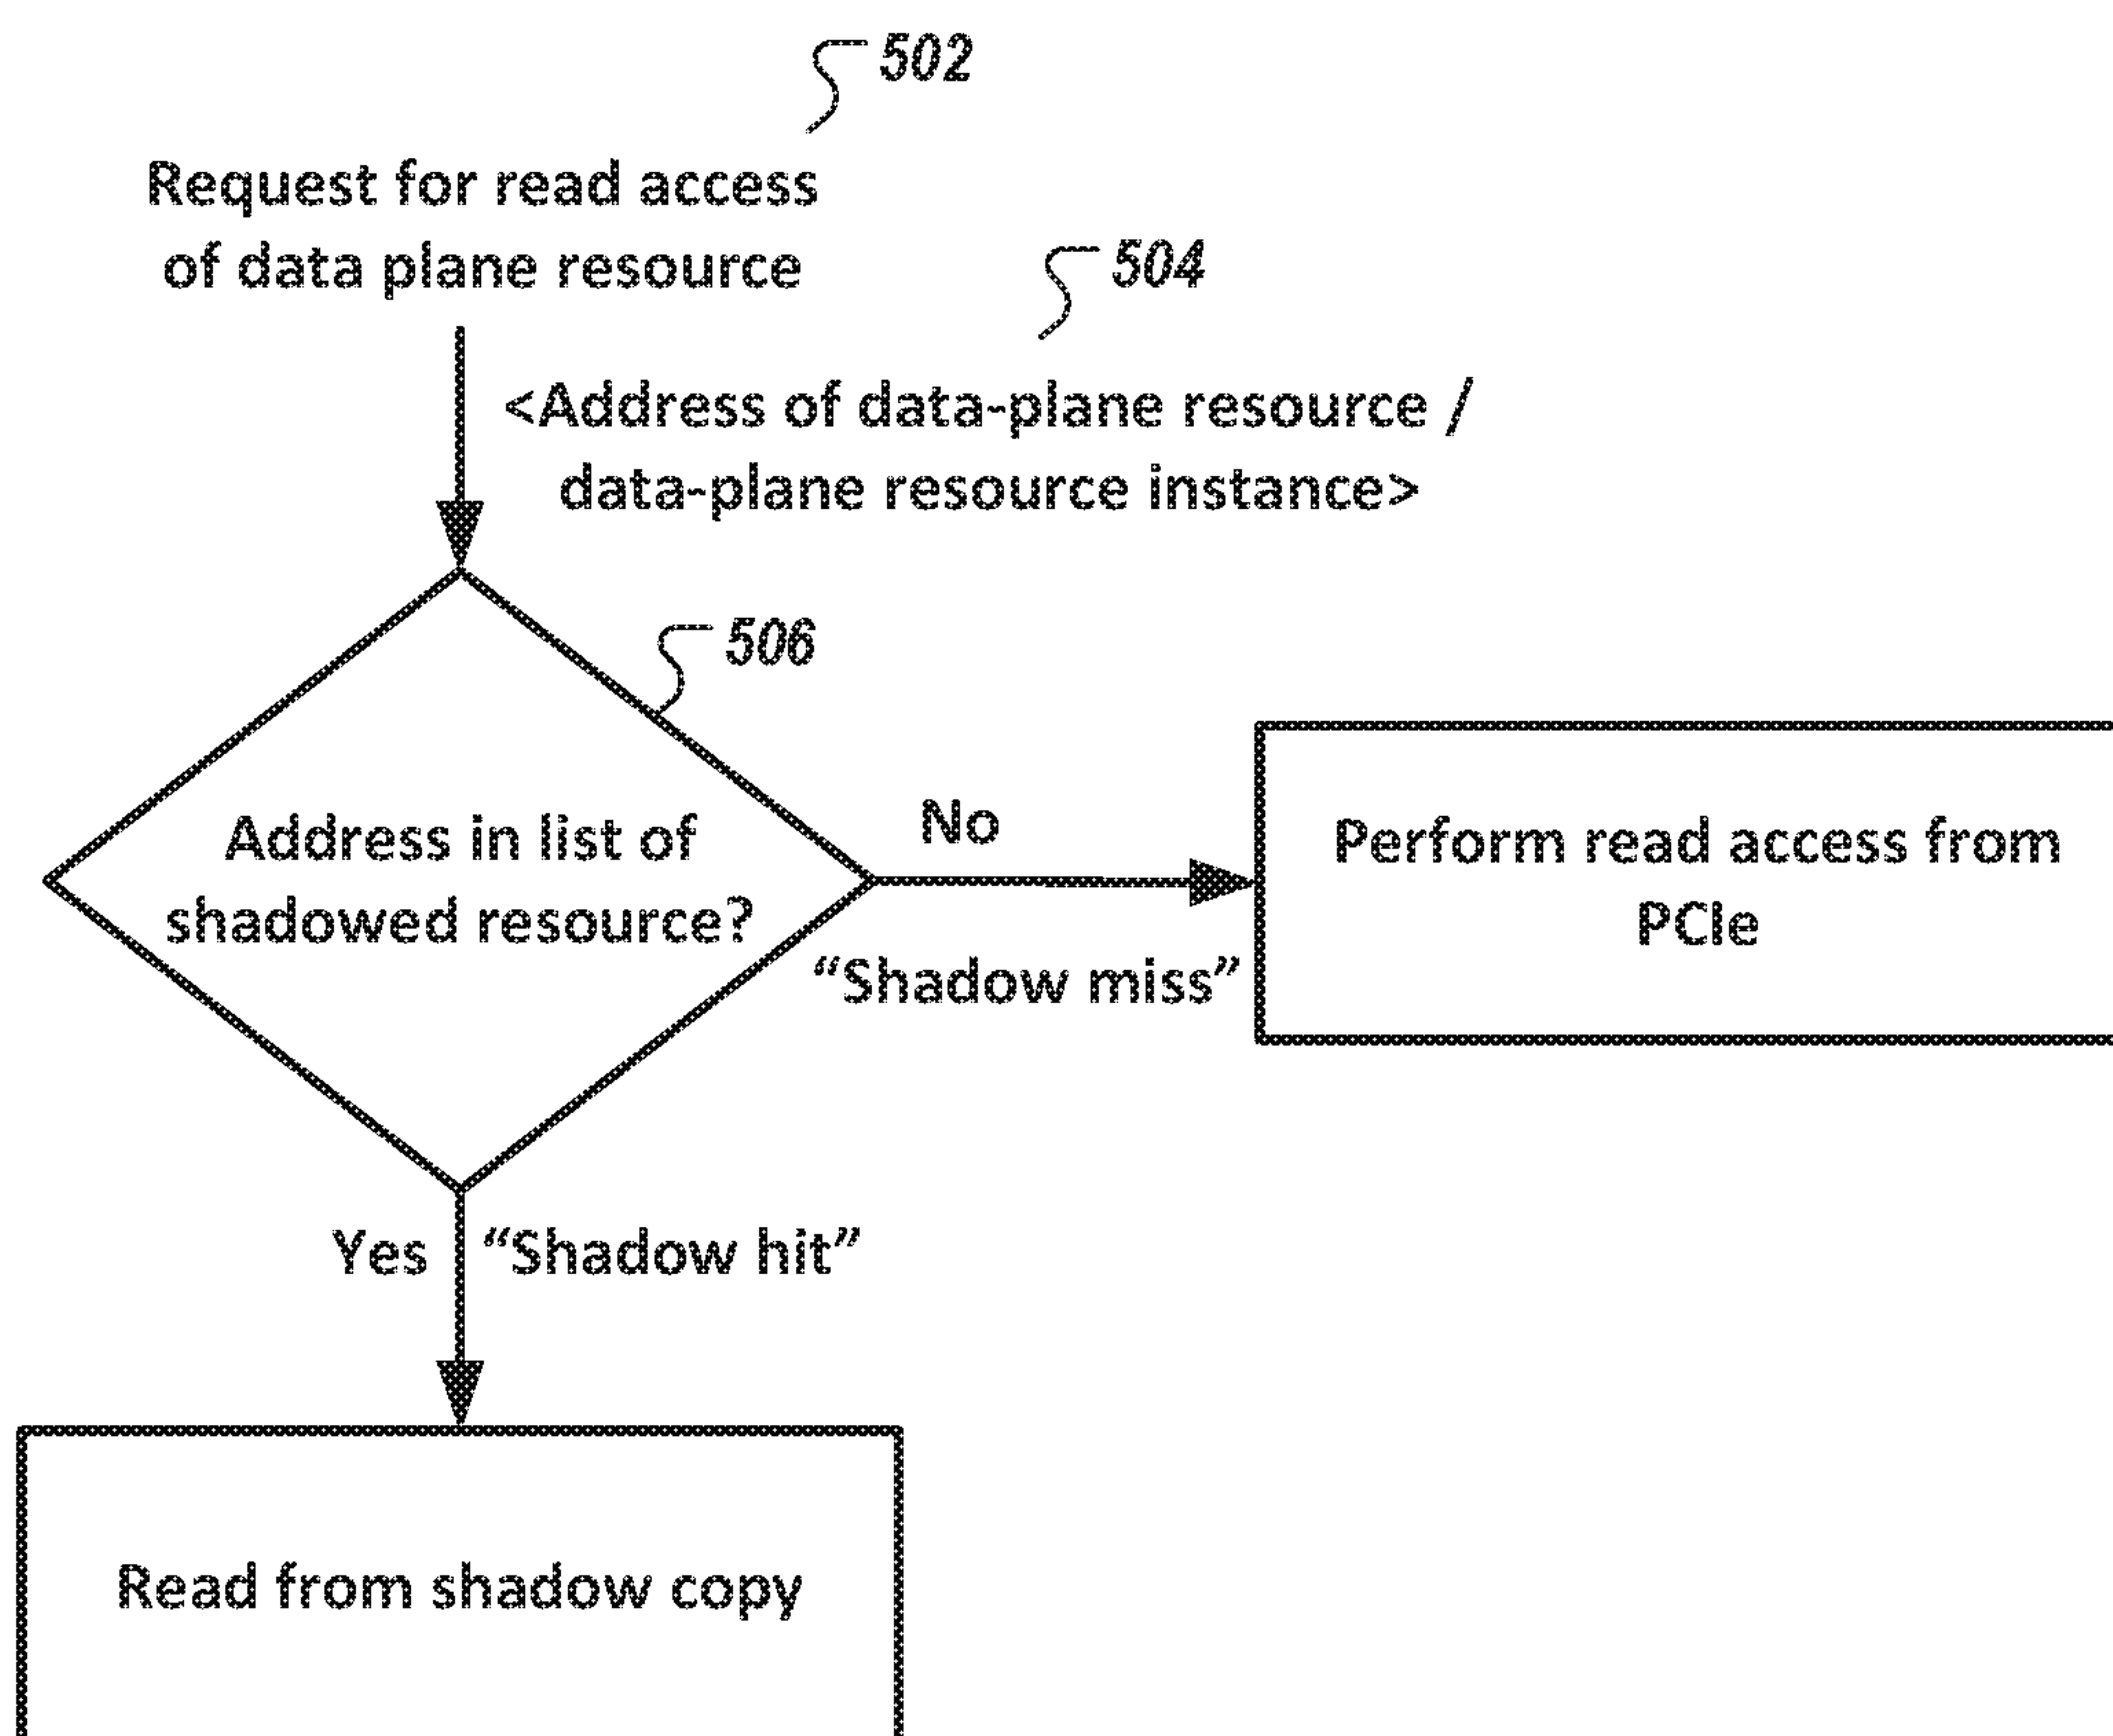 502
Request for read access
of data plane resource
504
<Address of data-plane resource /
data-plane resource instance>
506
Address in list of
shadowed resource?
No
"Shadow miss"
Perform read access from
PCIe
Yes
“Shadow hit”
Read from shadow copy